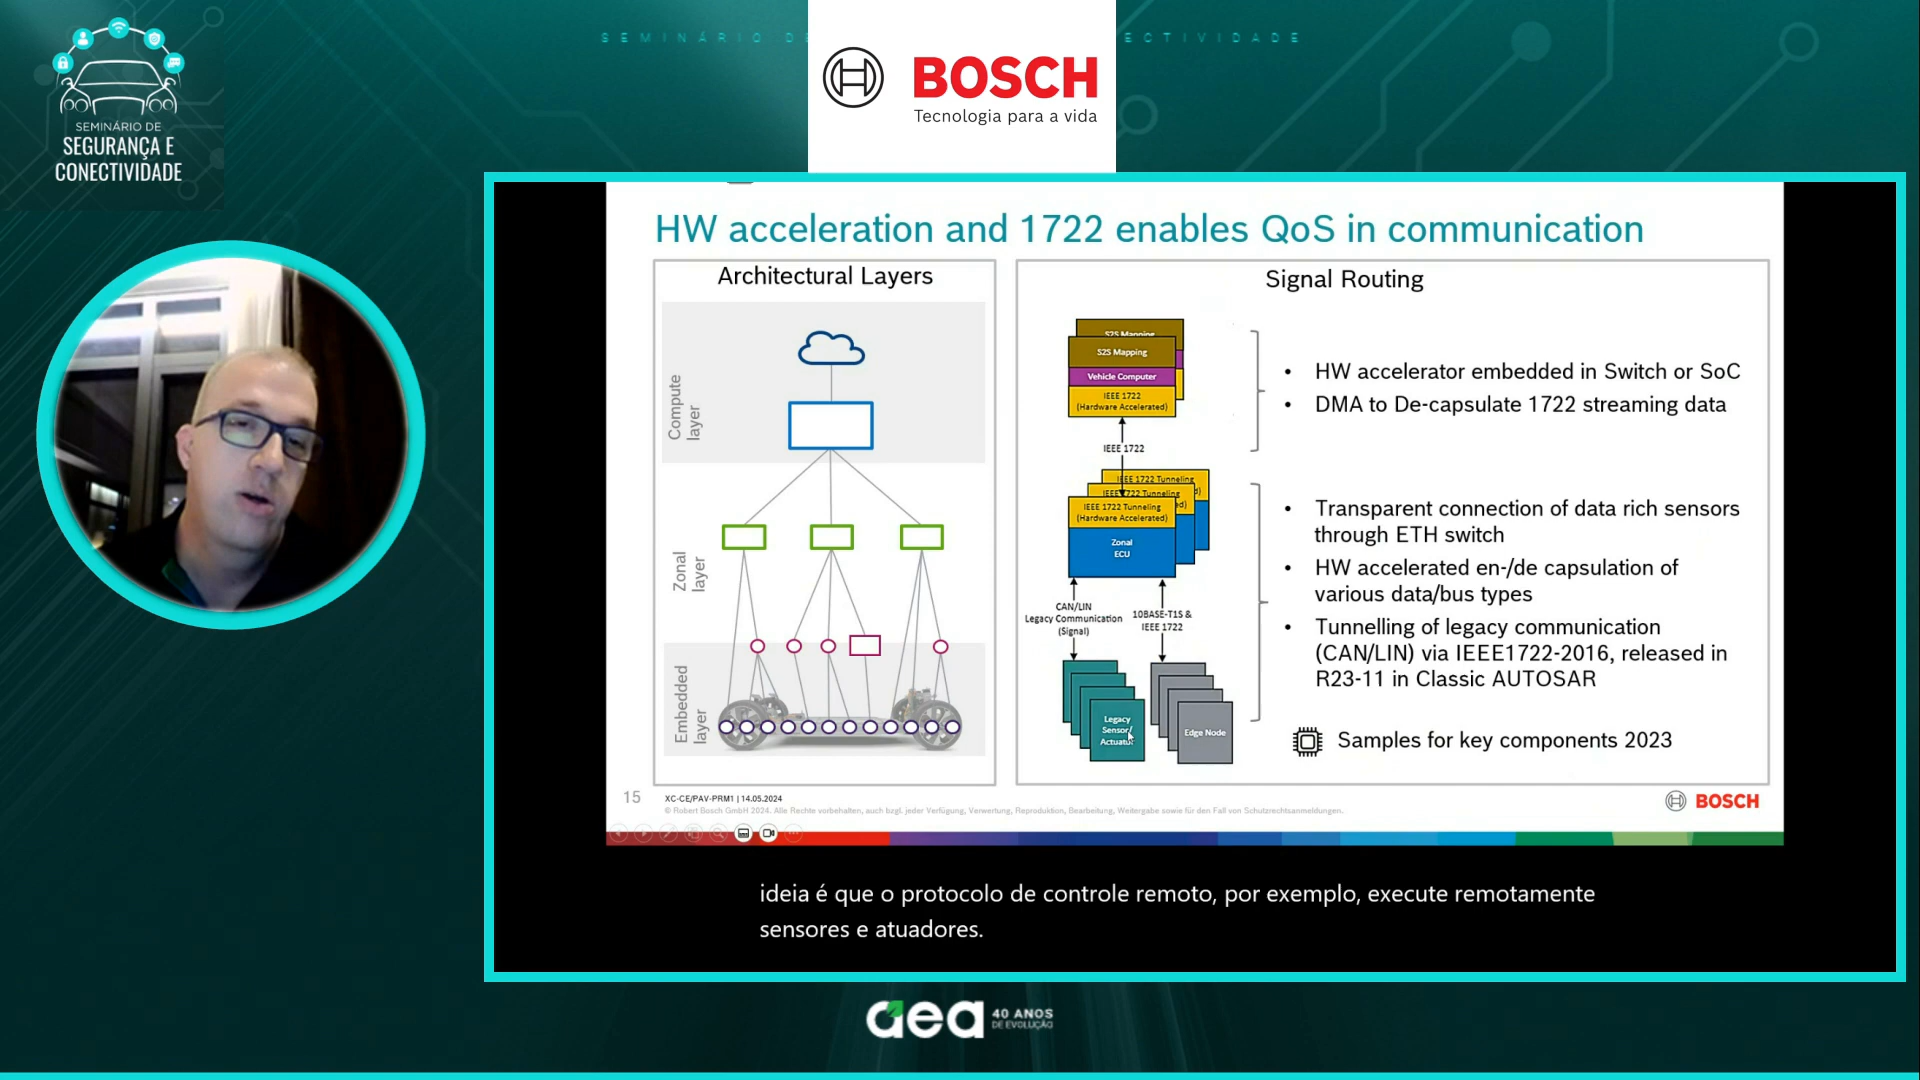 SEMINÁRIO DE
SEGURANÇA E
CONECTIVIDADE
BOSCH
Tecnologia para a vida
HW acceleration and 1722 enables QoS in communication
Architectural Layers
Compute
layer
Zonal
layer
Embedded
layer
Signal Routing
S2S Mapping
S2S Mapping
Vehicle Computer
IEEE 1722
(Hardware Accelerated)
IEEE 1722
IEEE 1722 Tunneling
IEEE 1722 Tunneling
IEEE 1722 Tunneling
(Hardware Accelerated)
Zonal
ECU
CAN/LIN
Legacy Communication
(Signal)
10BASE-T1S &
IEEE 1722
Legacy
Sensor/
Actuator
Edge Node
• HW accelerator embedded in Switch or SoC
• DMA to De-capsulate 1722 streaming data
• Transparent connection of data rich sensors
through ETH switch
• HW accelerated en-/de capsulation of
various data/bus types
• Tunnelling of legacy communication
(CAN/LIN) via IEEE1722-2016, released in
R23-11 in Classic AUTOSAR
Samples for key components 2023
15
XC-CE/PAV-PRM1 | 14.05.2024
© Robert Bosch GmbH 2024. Alle Rechte vorbehalten, auch bzgl. jeder Verfügung, Verwertung, Reproduktion, Bearbeitung, Weitergabe sowie für den Fall von Schutzrechtsanmeldungen.
BOSCH
ideia é que o protocolo de controle remoto, por exemplo, execute remotamente
sensores e atuadores.
aea
40 ANOS
DE EVOLUÇÃO